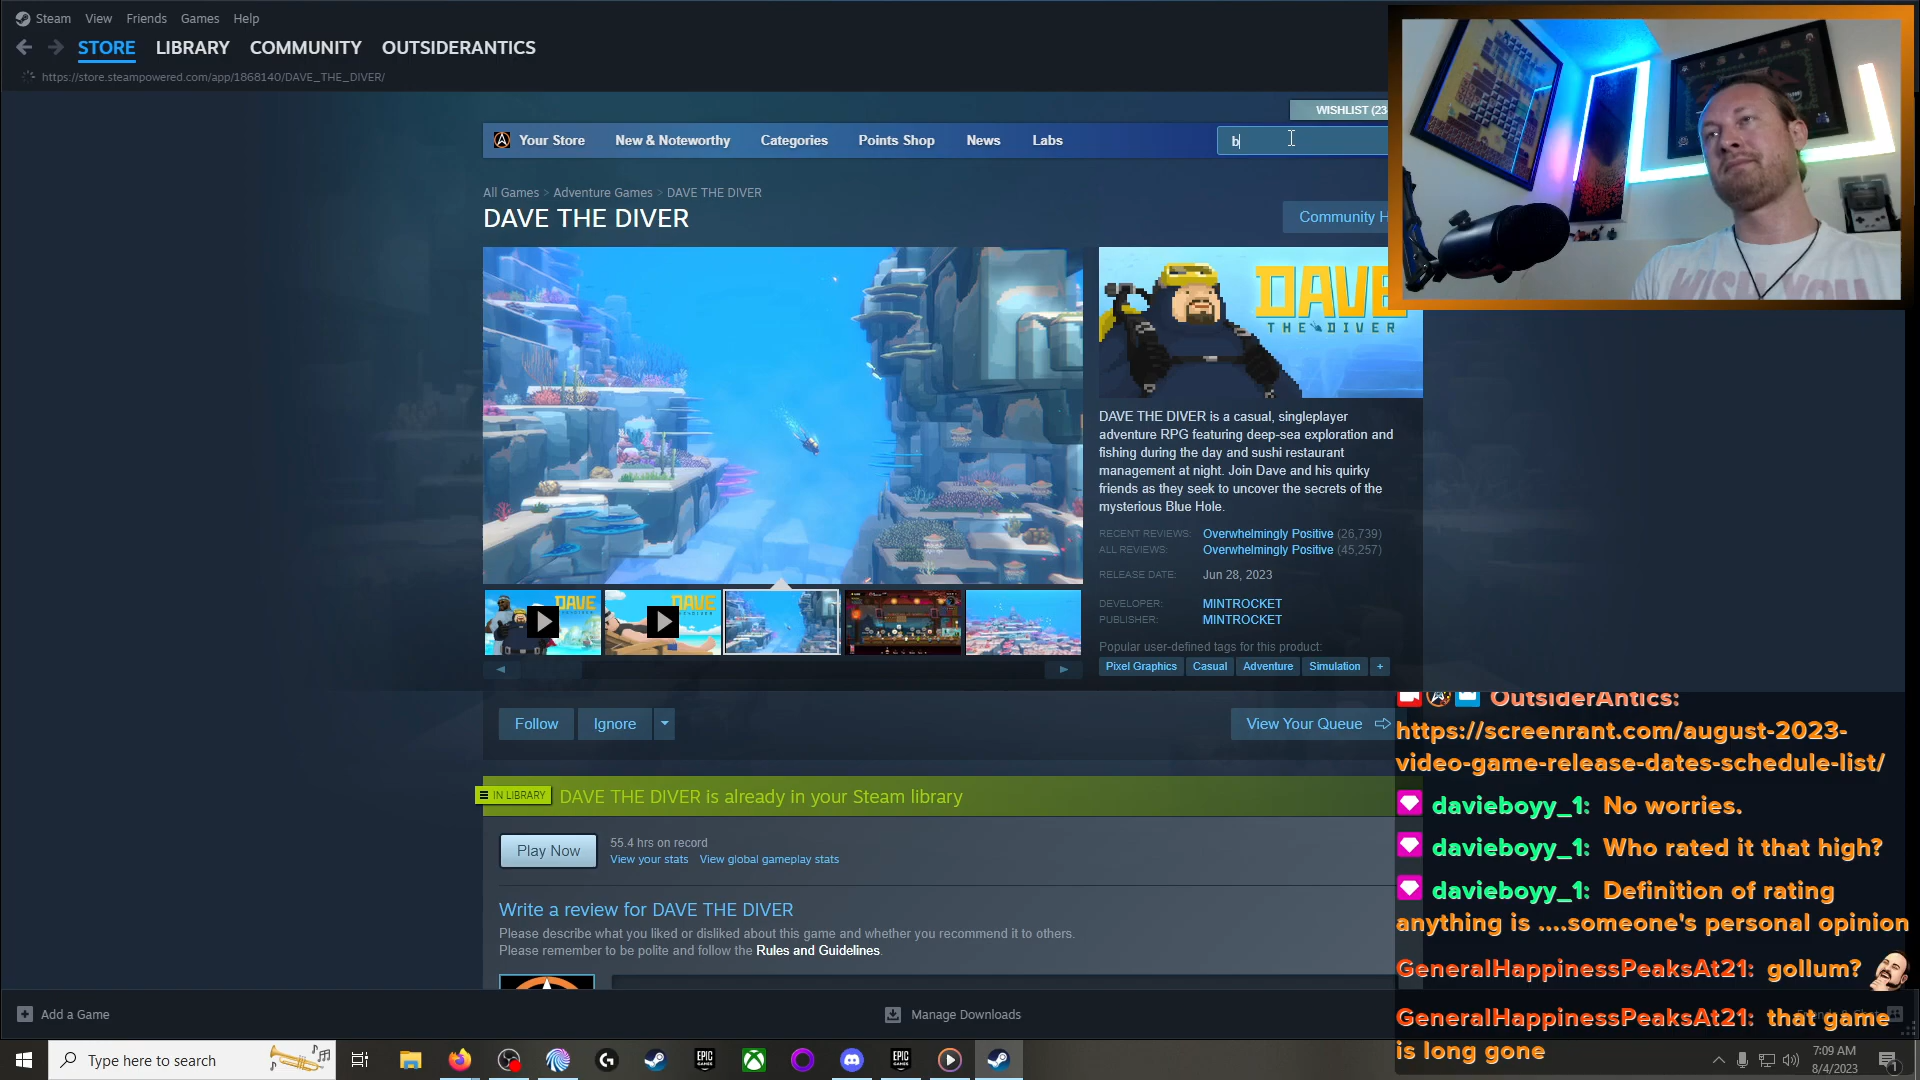 Steam View Friends Games Help
STORE LIBRARY COMMUNITY OUTSIDERANTICS
https://store.steampowered.com/app/1868140/DAVE_THE_DIVER/
WISHLIST (23
Your Store New & Noteworthy Categories Points Shop News Labs
b
All Games > Adventure Games > DAVE THE DIVER
DAVE THE DIVER
Community H
DAVE
THE DIVER
DAVE THE DIVER is a casual, singleplayer
adventure RPG featuring deep-sea exploration and
fishing during the day and sushi restaurant
management at night. Join Dave and his quirky
friends as they seek to uncover the secrets of the
mysterious Blue Hole.
RECENT REVIEWS: Overwhelmingly Positive (26,739)
ALL REVIEWS: Overwhelmingly Positive (45,257)
RELEASE DATE: Jun 28, 2023
DEVELOPER: MINTROCKET
PUBLISHER: MINTROCKET
Popular user-defined tags for this product:
Pixel Graphics Casual Adventure Simulation +
DAVE
DAVE
Follow Ignore
View Your Queue
IN LIBRARY DAVE THE DIVER is already in your Steam library
Play Now
55.4 hrs on record
View your stats View global gameplay stats
Write a review for DAVE THE DIVER
Please describe what you liked or disliked about this game and whether you recommend it to others.
Please remember to be polite and follow the Rules and Guidelines.
Add a Game
Manage Downloads
WISH YOU
OutsiderAntics:
https://screenrant.com/august-2023-
video-game-release-dates-schedule-list/
davieboyy_1: No worries.
davieboyy_1: Who rated it that high?
davieboyy_1: Definition of rating
anything is ....someone's personal opinion
GeneralHappinessPeaksAt21: gollum?
GeneralHappinessPeaksAt21: that game
is long gone
Type here to search
EPIC
GAMES
EPIC
GAMES
7:09 AM
8/4/2023
1